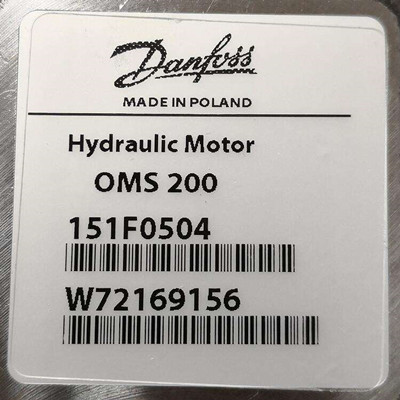 Danfoss
MADE IN POLAND
Hydraulic Motor
OMS 200
151F0504
W72169156